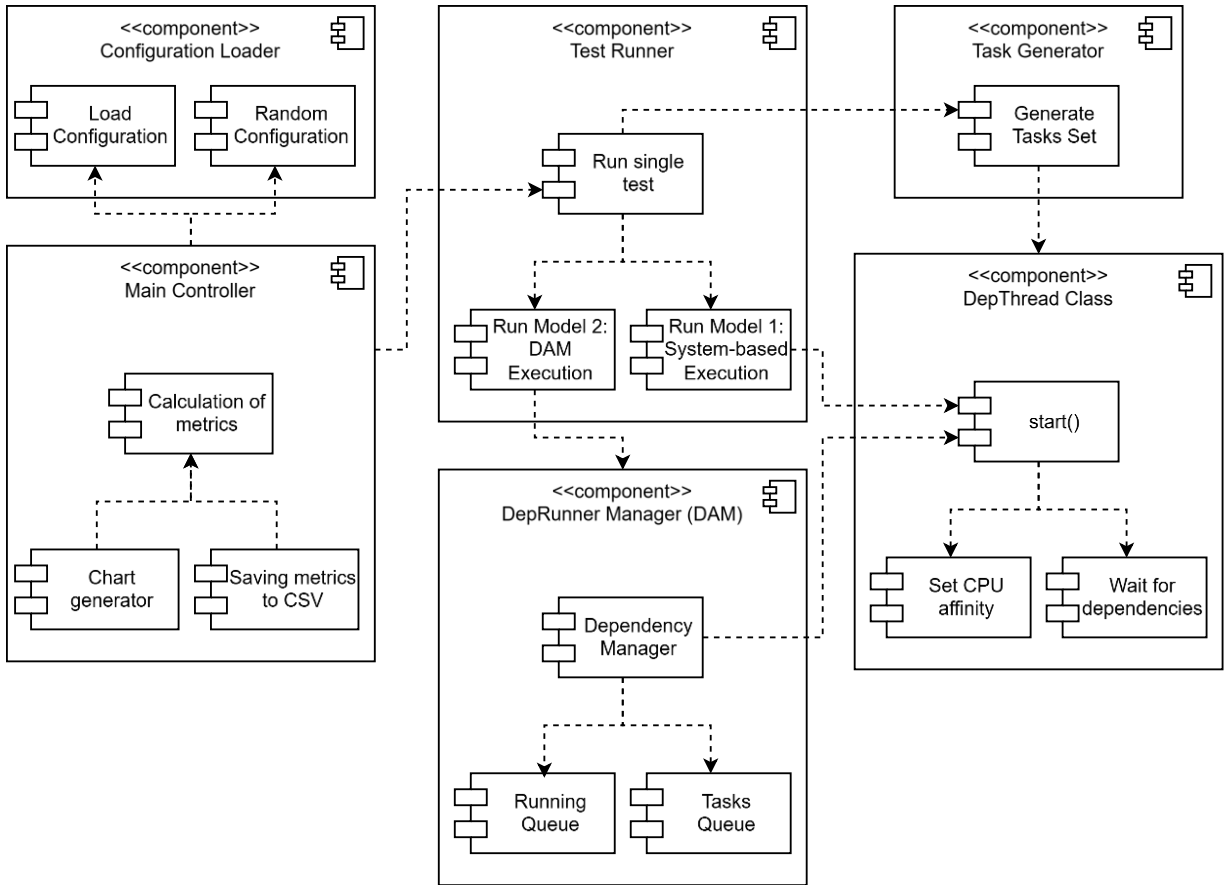 <<component>>
Configuration Loader
Load
Configuration
Random
Configuration
<<component>>
Main Controller
Calculation of
metrics
Chart
generator
Saving metrics
to CSV
<<component>>
Test Runner
Run single
test
Run Model 2:
DAM
Execution
Run Model 1:
System-based
Execution
<<component>>
DepRunner Manager (DAM)
Dependency
Manager
Running
Queue
Tasks
Queue
<<component>>
Task Generator
Generate
Tasks Set
<<component>>
DepThread Class
start()
Set CPU
affinity
Wait for
dependencies